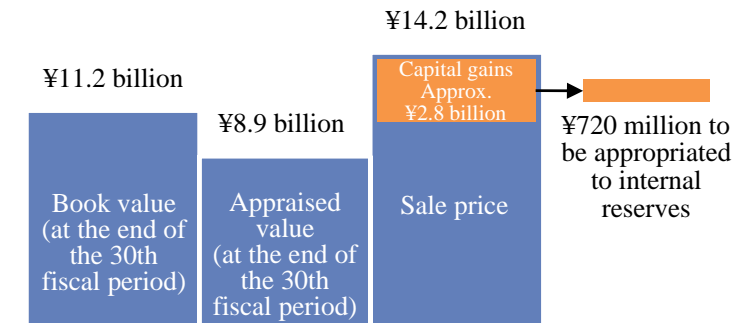 ¥11.2 billion
Book value
(at the end of
the 30th
fiscal period)
¥8.9 billion
Appraised
value
(at the end of
the 30th
fiscal period)
¥14.2 billion
Capital gains
Approx.
¥2.8 billion
Sale price
¥720 million to
be appropriated
to internal
reserves